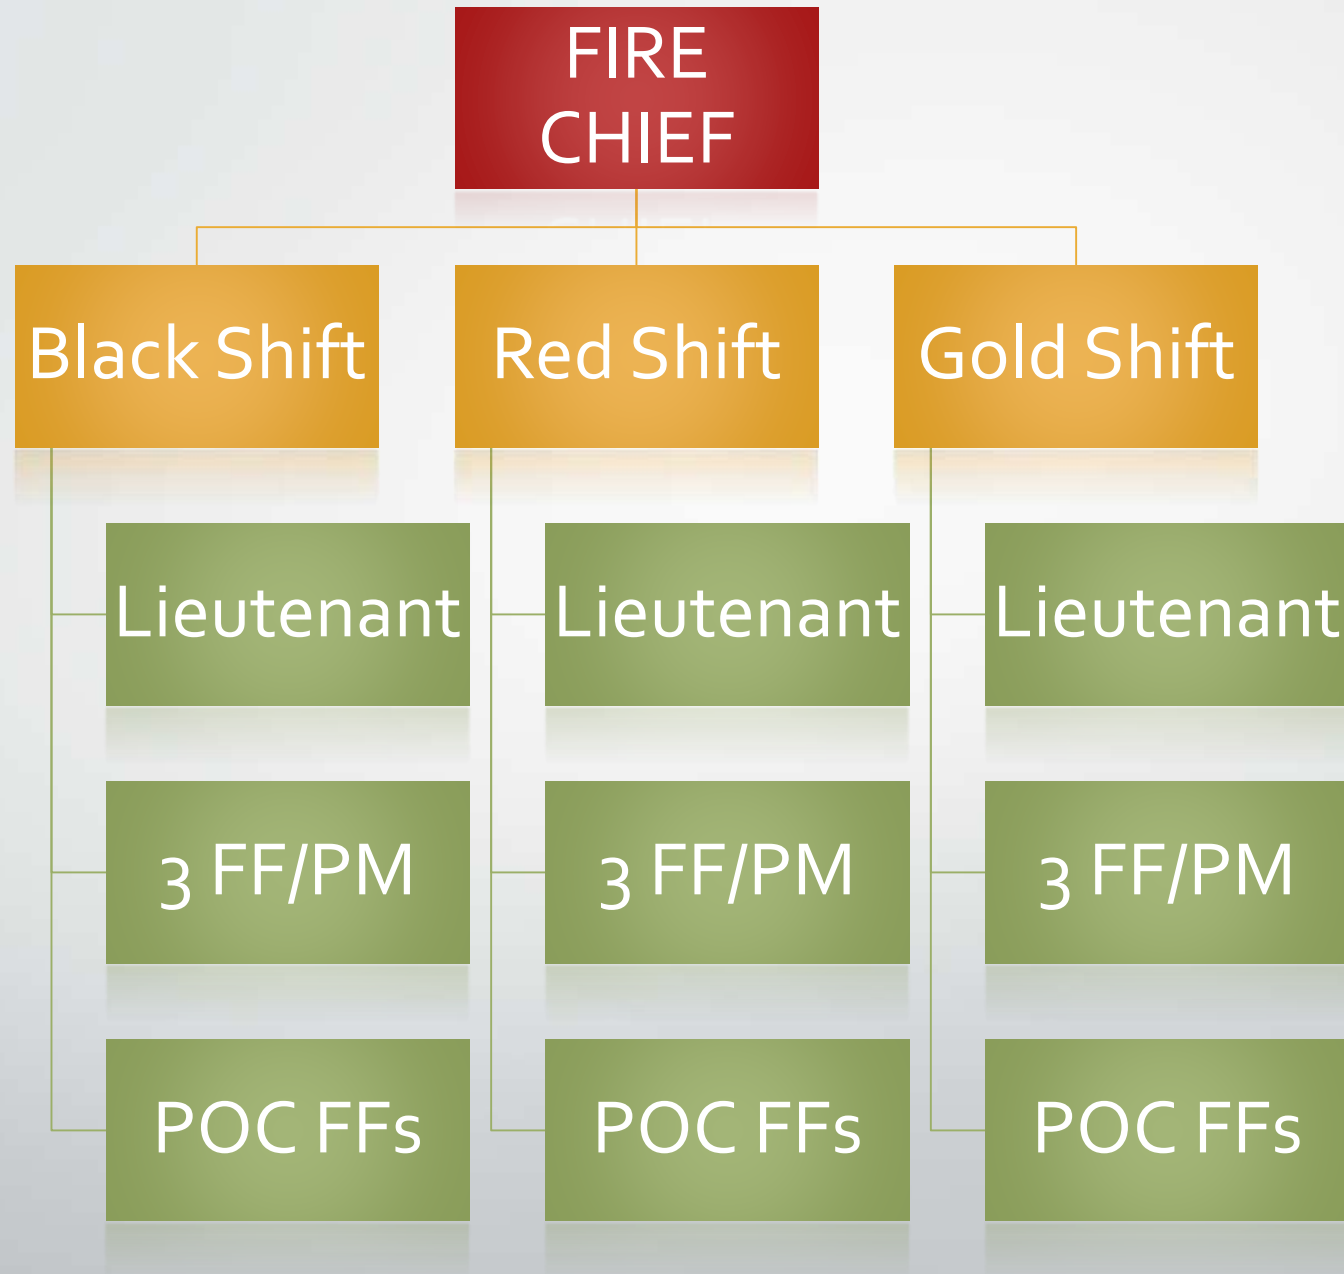 FIRE
CHIEF
Black Shift
Red Shift
Gold Shift
Lieutenant
Lieutenant
Lieutenant
3 FF/PM
3 FF/PM
3 FF/PM
POC FFs
POC FFs
POC FFs